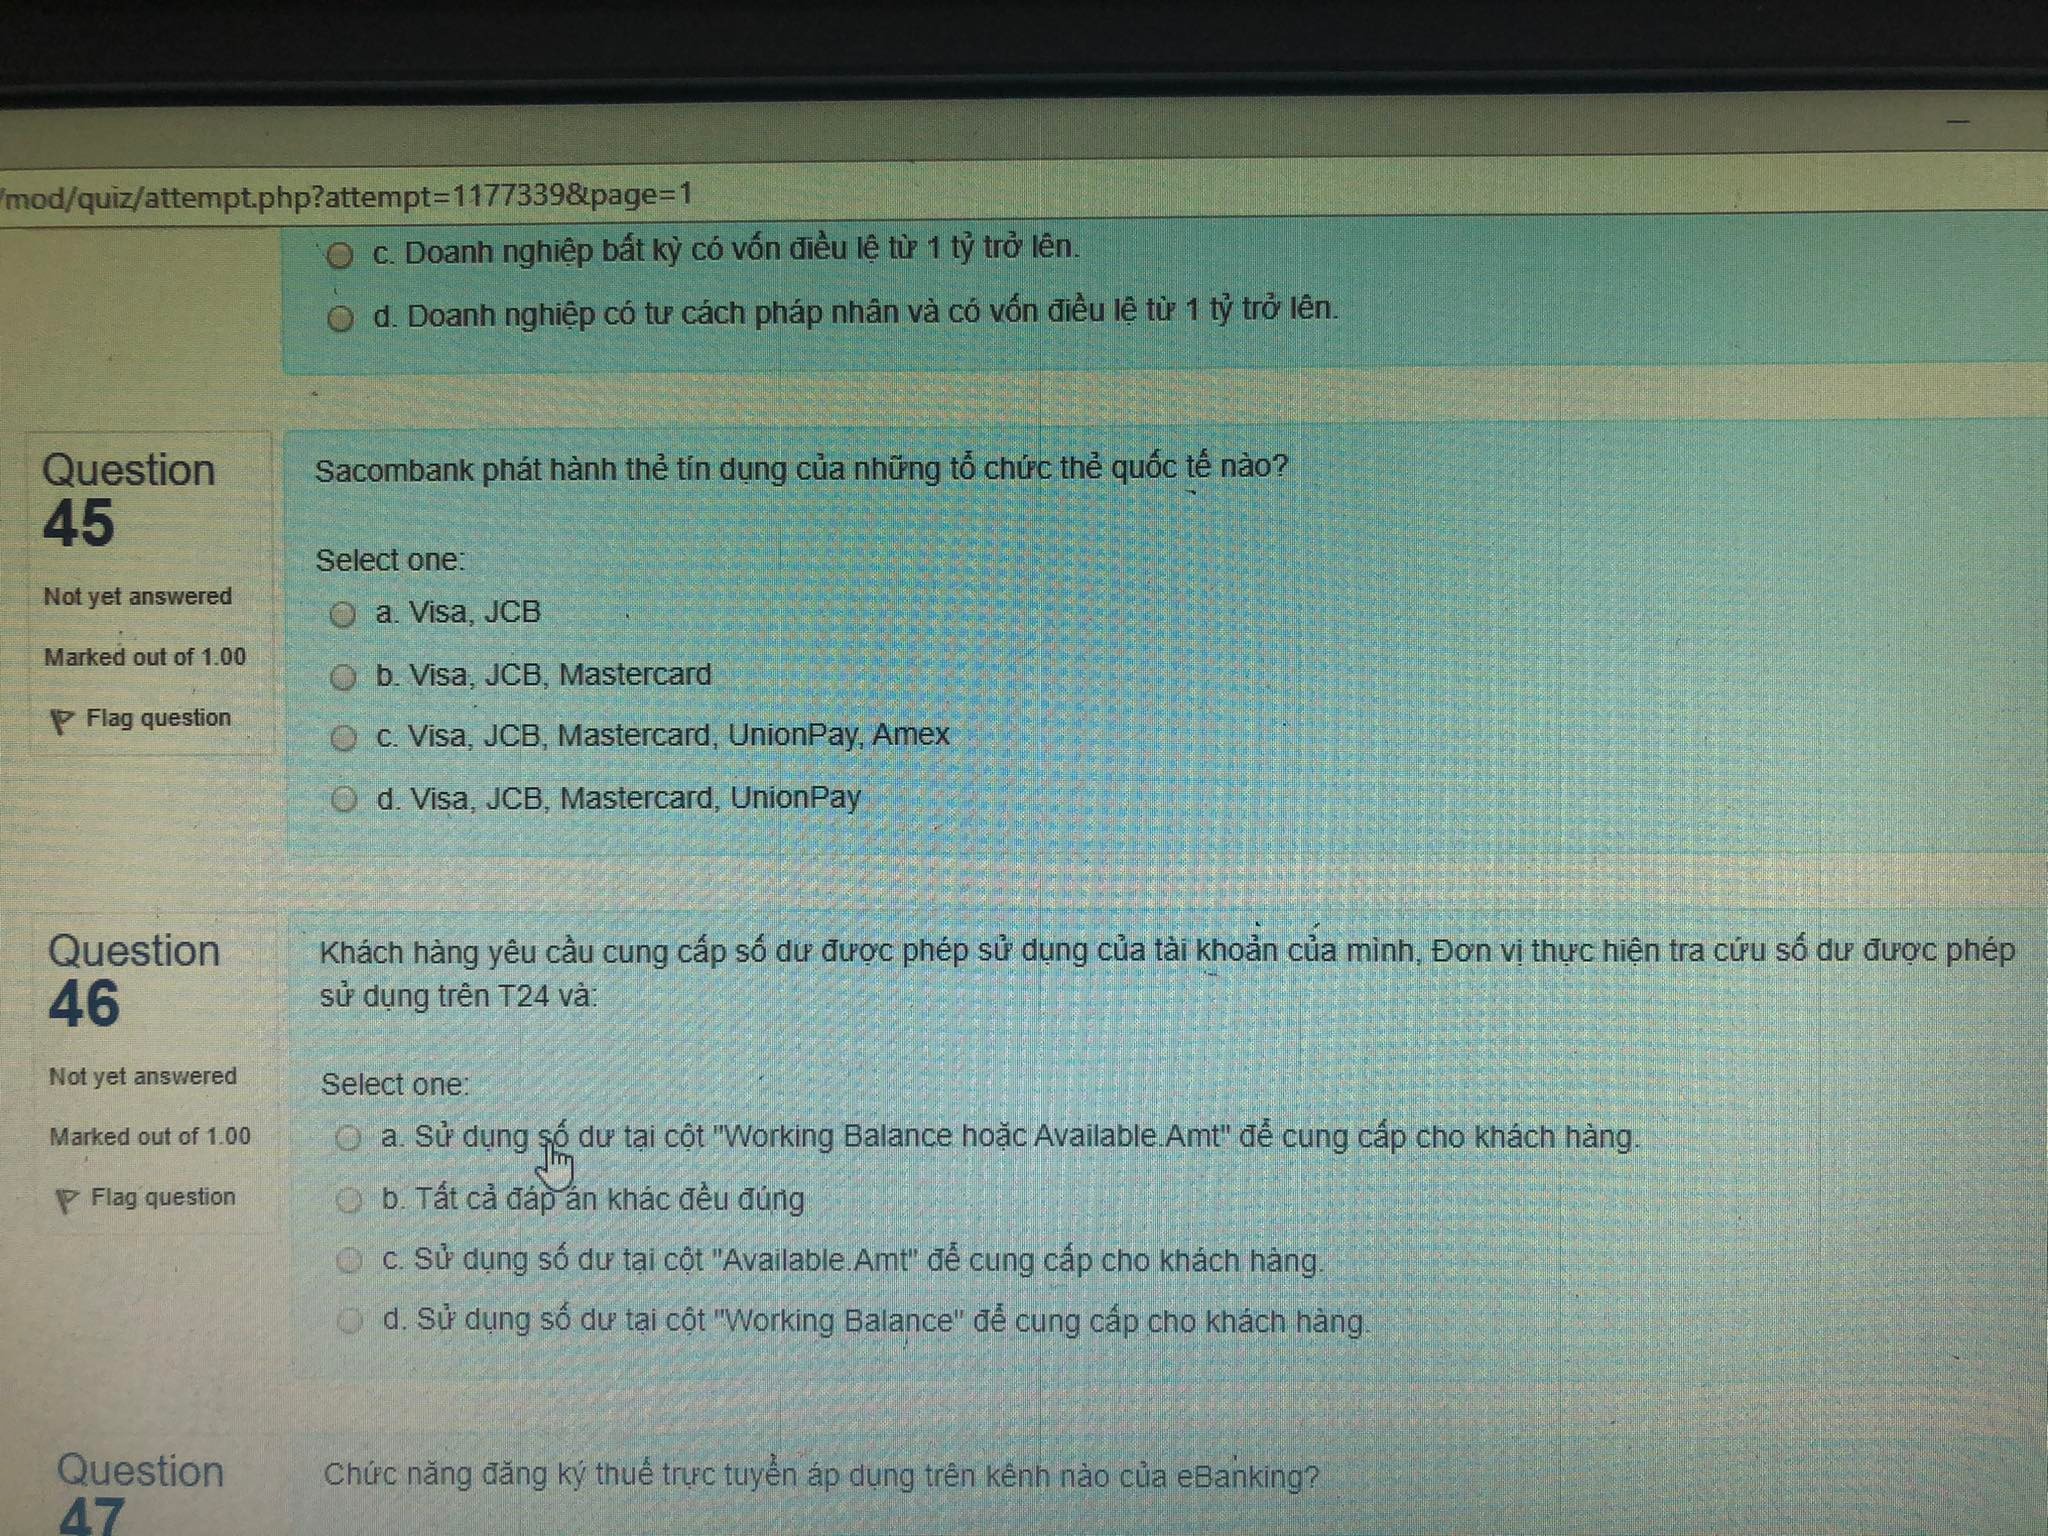 /mod/quiz/attempt.php?attempt=1177339&page=1
c. Doanh nghiệp bất kỳ có vốn điều lệ từ 1 tỷ trở lên.
d. Doanh nghiệp có tư cách pháp nhân và có vốn điều lệ từ 1 tỷ trở lên.
Question
45
Not yet answered
Marked out of 1.00
Flag question
Sacombank phát hành thẻ tín dụng của những tổ chức thẻ quốc tế nào?
Select one:
a. Visa, JCB
b. Visa, JCB, Mastercard
c. Visa, JCB, Mastercard, UnionPay, Amex
d. Visa, JCB, Mastercard, UnionPay
Question
46
Not yet answered
Marked out of 1.00
Flag question
Khách hàng yêu cầu cung cấp số dư được phép sử dụng của tài khoản của mình, Đơn vị thực hiện tra cứu số dư được phép
sử dụng trên T24 và:
Select one:
a. Sử dụng số dư tại cột "Working Balance hoặc Available.Amt" để cung cấp cho khách hàng.
b. Tất cả đáp án khác đều đúng
c. Sử dụng số dư tại cột "Available.Amt" để cung cấp cho khách hàng.
d. Sử dụng số dư tại cột "Working Balance" để cung cấp cho khách hàng.
Question
47
Chức năng đăng ký thuế trực tuyến áp dụng trên kênh nào của eBanking?